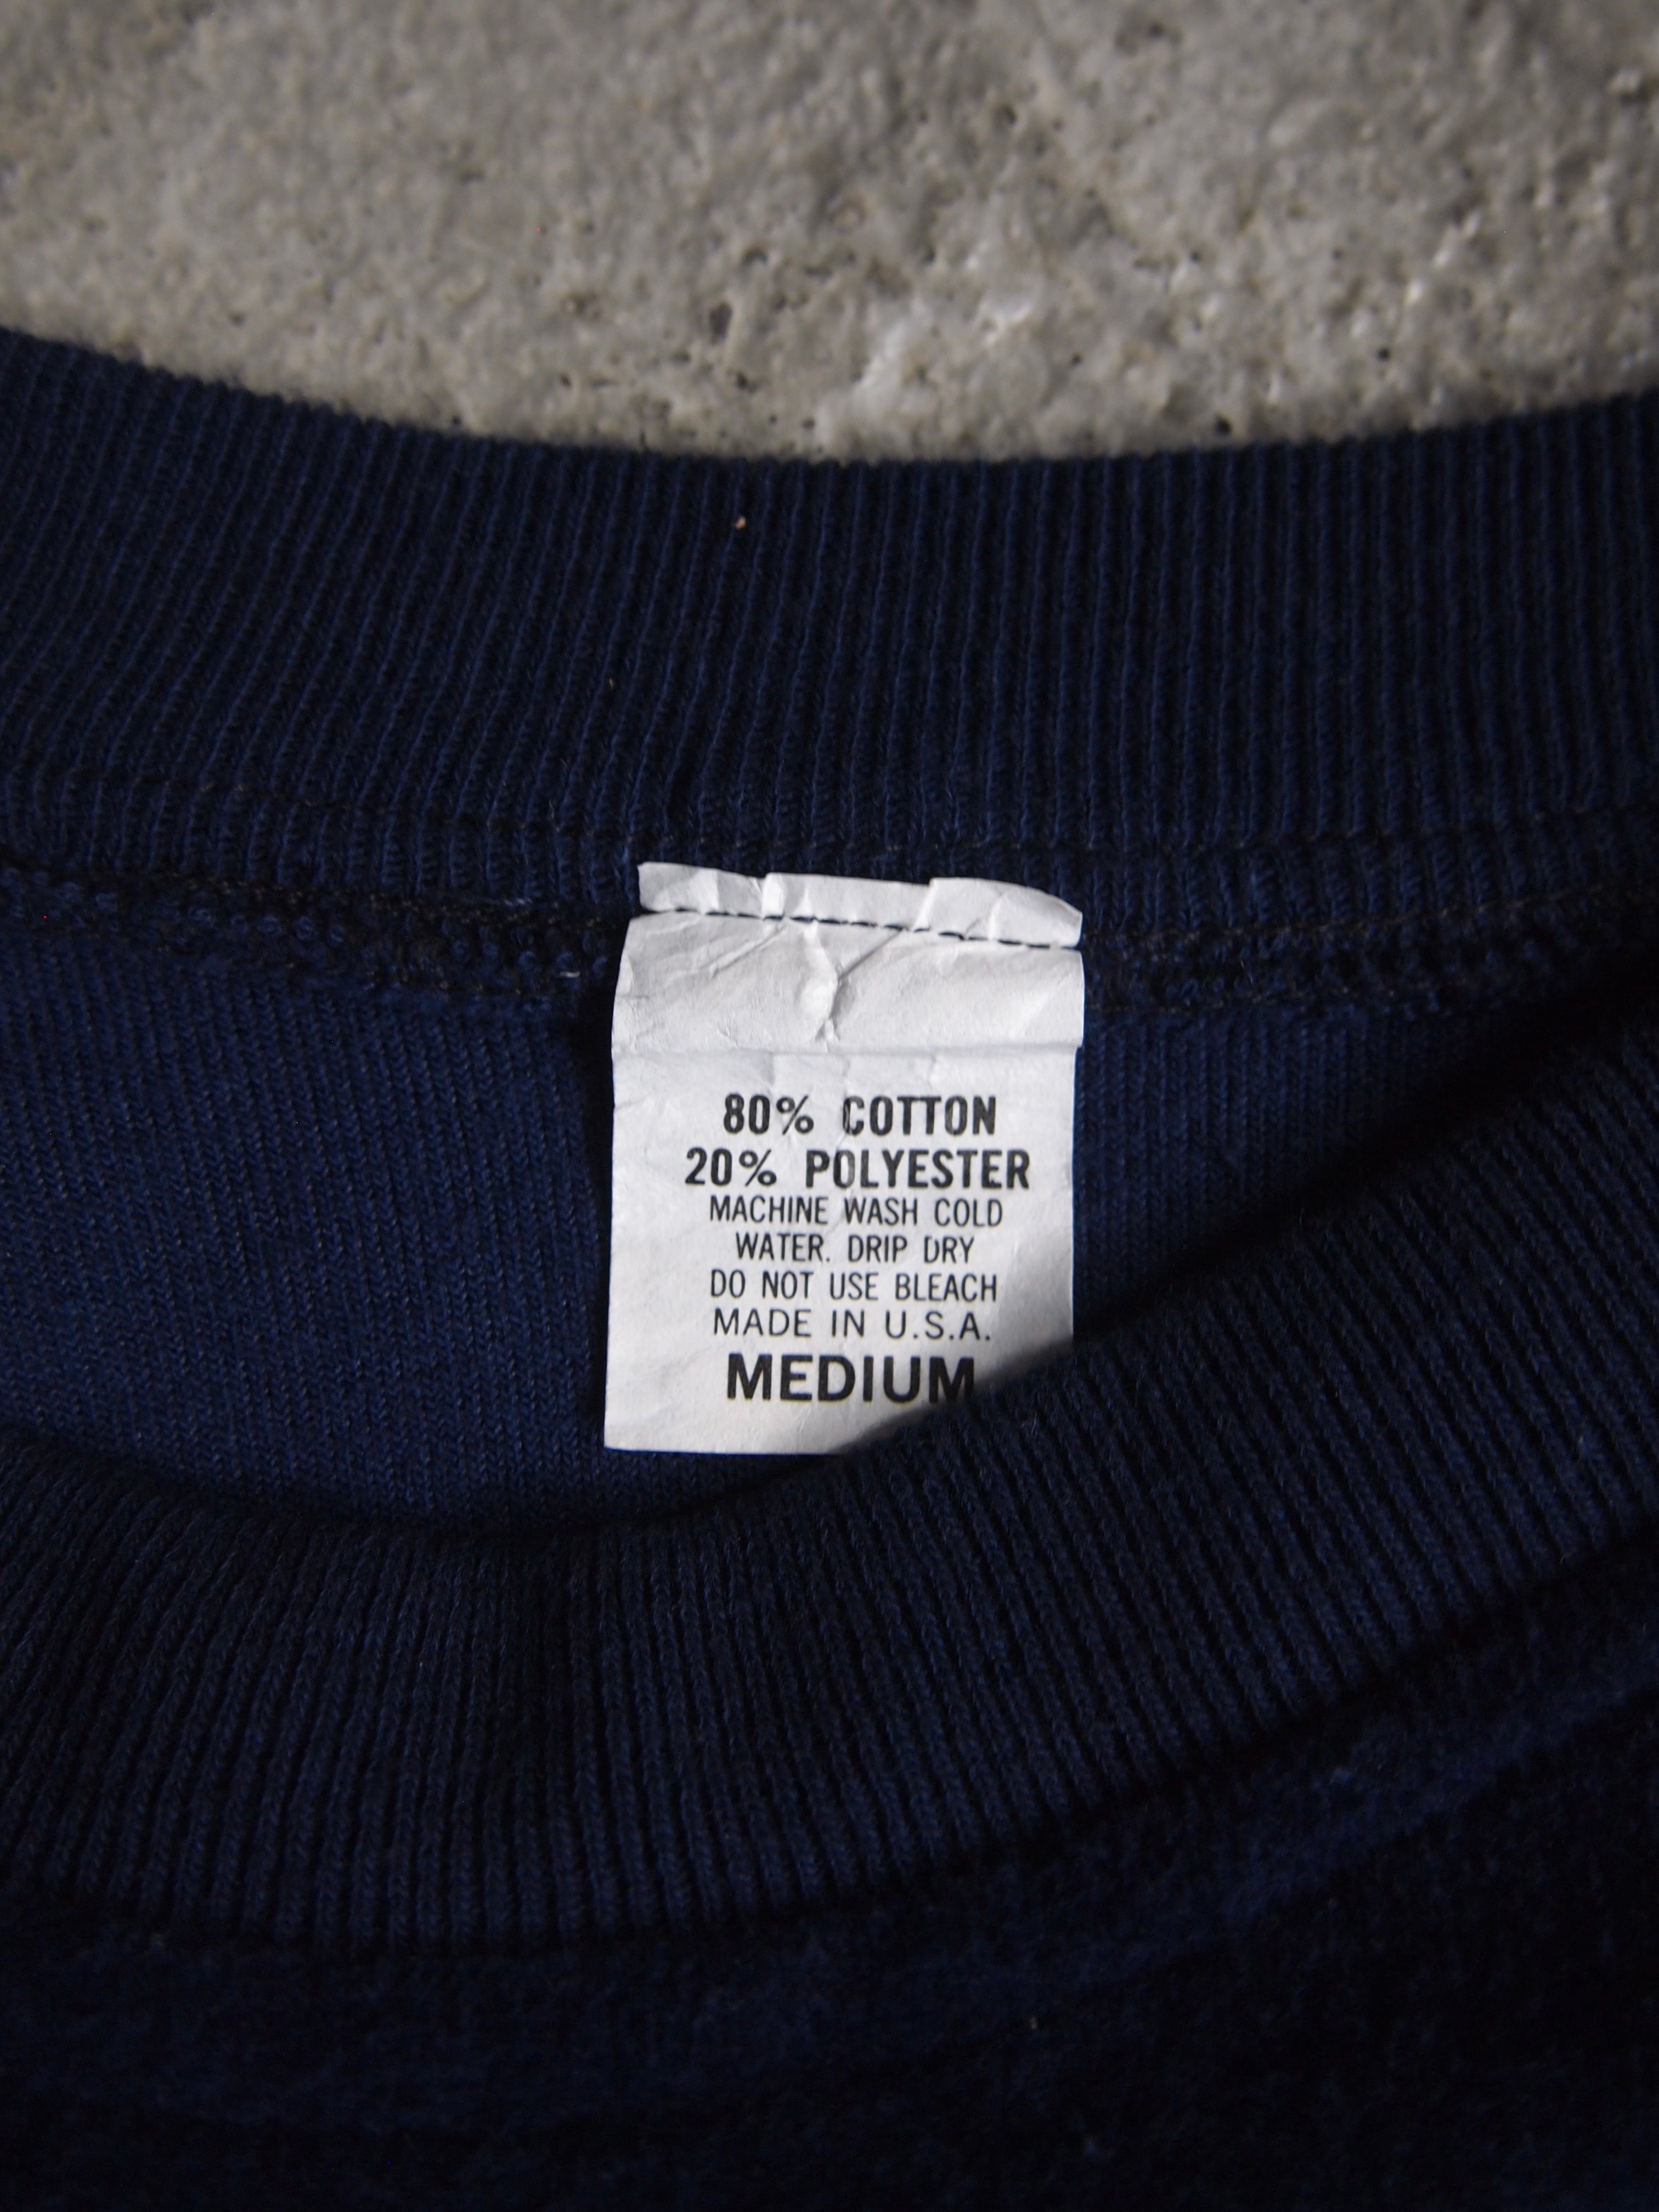 80% COTTON
20% POLYESTER
MACHINE WASH COLD
WATER. DRIP DRY
DO NOT USE BLEACH
MADE IN U.S.A.
MEDIUM